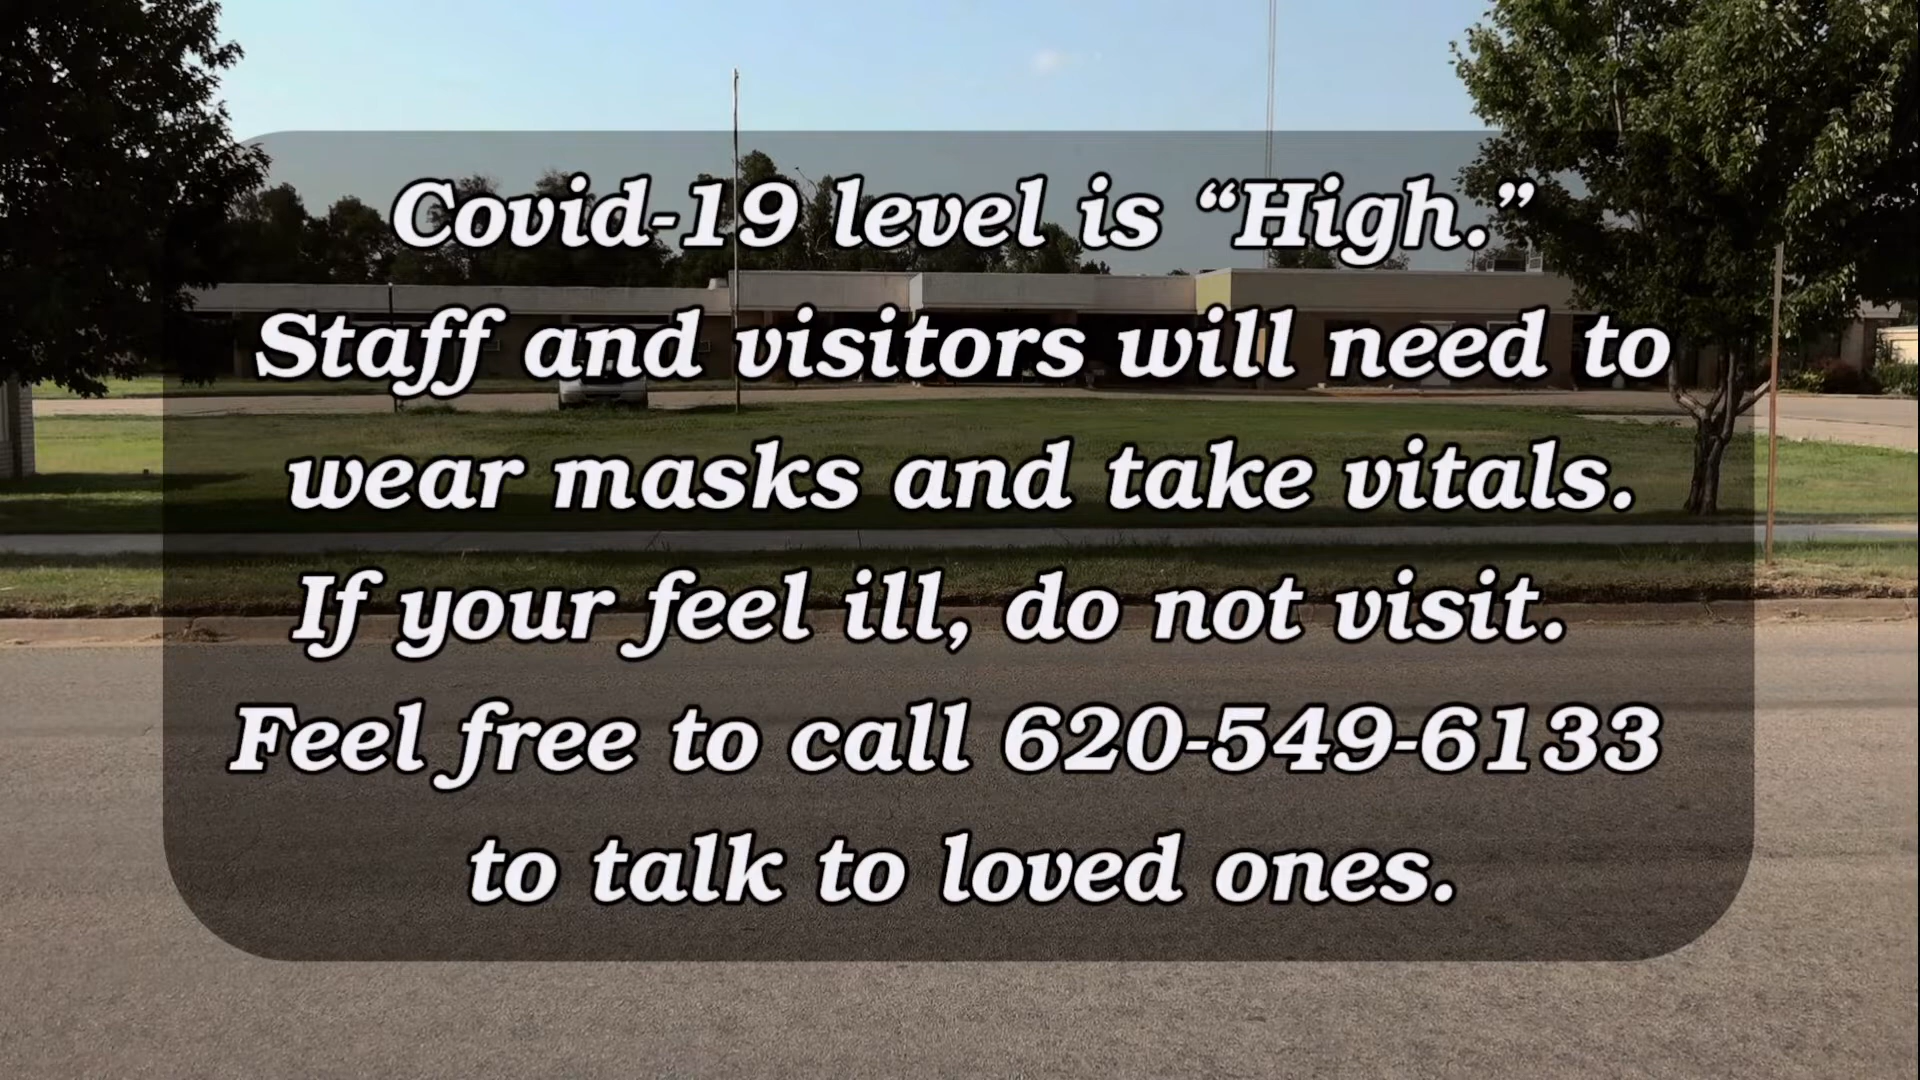 Covid-19 level is “High.”
Staff and visitors will need to
wear masks and take vitals.
If your feel ill, do not visit.
Feel free to call 620-549-6133
to talk to loved ones.